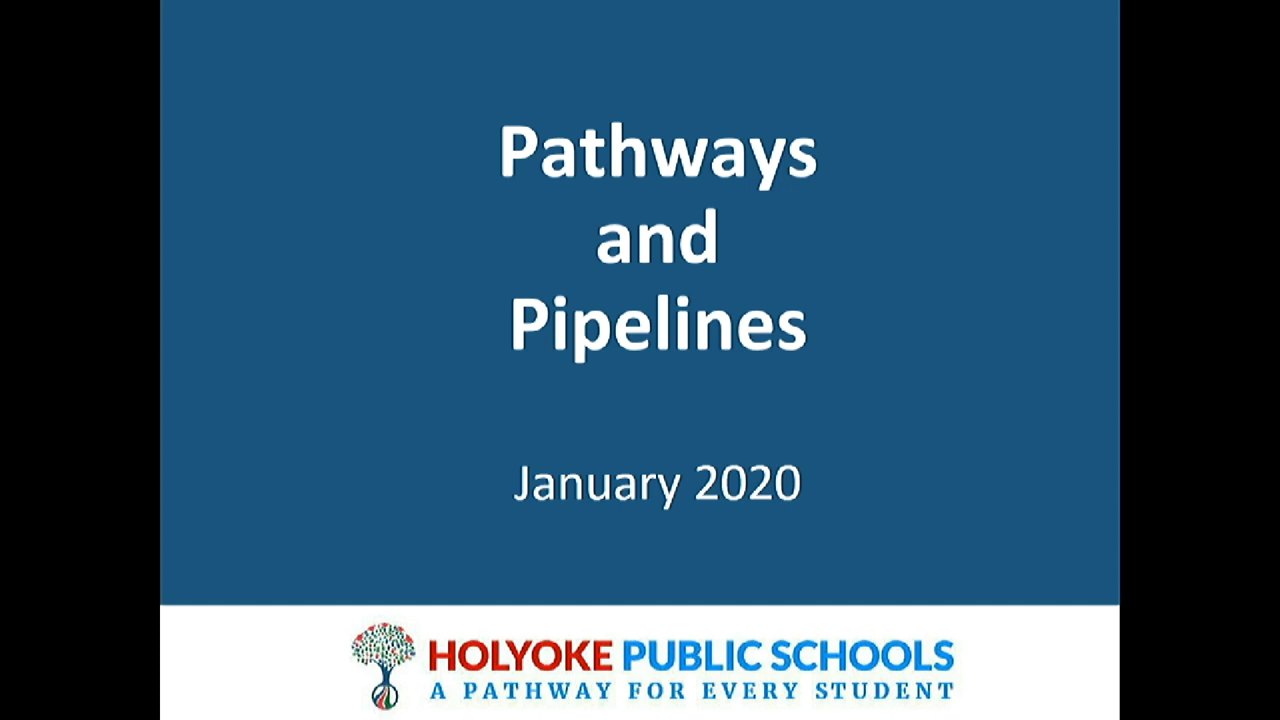 Pathways
and
Pipelines
January 2020
HOLYOKE PUBLIC SCHOOLS
A PATHWAY FOR EVERY STUDENT